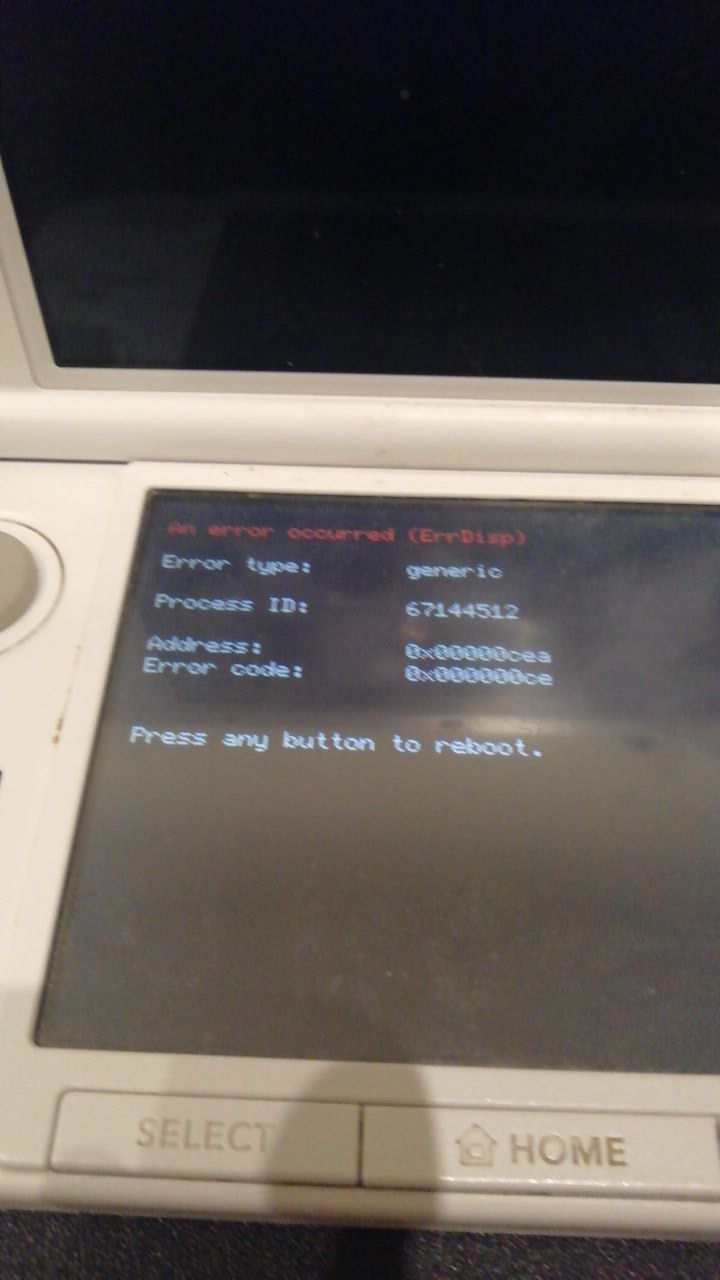 An error occurred (ErrDisp)
Error type: generic
Process ID: 67144512
Address: 0x00000cea
Error code: 0x000000ce
Press any button to reboot.
SELECT
HOME